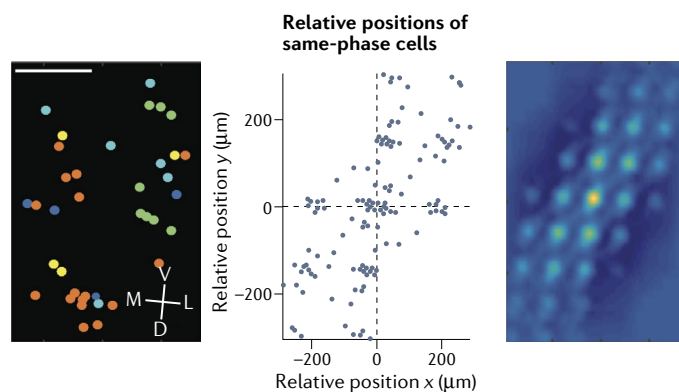 Relative positions of
same-phase cells
V
M
L
D
Relative position y (µm)
200
0
−200
−200
0
200
Relative position x (µm)